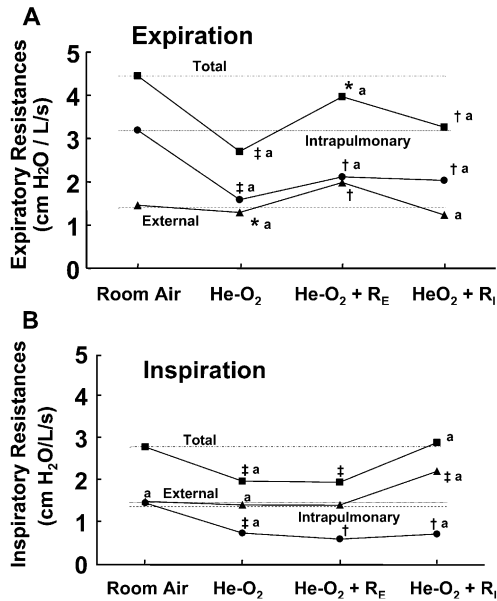 A
Expiration
Expiratory Resistances
(cm H2O / L/s)
5
4
3
2
1
0
Total
Intrapulmonary
External
‡ a
* a
† a
‡ a
† a
† a
* a
†
a
Room Air
He-O2
He-O2 + RE
HeO2 + RI
B
Inspiration
Inspiratory Resistances
(cm H2O/L/s)
5
4
3
2
1
0
Total
External
Intrapulmonary
‡ a
‡
a
a
a
‡ a
‡ a
†
† a
Room Air
He-O2
He-O2 + RE
He-O2 + RI